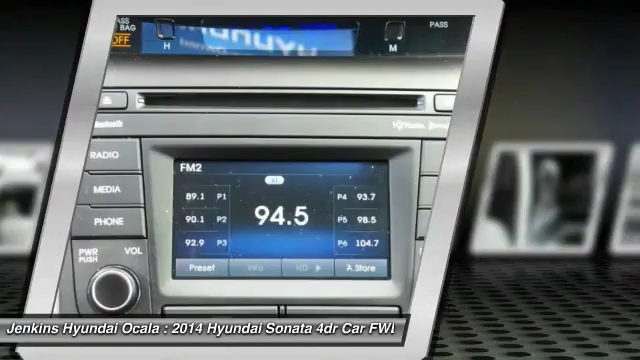 PASS
BAG
OFF
H
M
PASS
Bluetooth
RADIO
MEDIA
PHONE
PWR
PUSH
VOL
FM2
89.1 P1
94.5
P4 93.7
90.1 P2
P5 98.5
92.9 P3
P6 104.7
Preset
Info
HD
A.Store
Jenkins Hyundai Ocala : 2014 Hyundai Sonata 4dr Car FWD